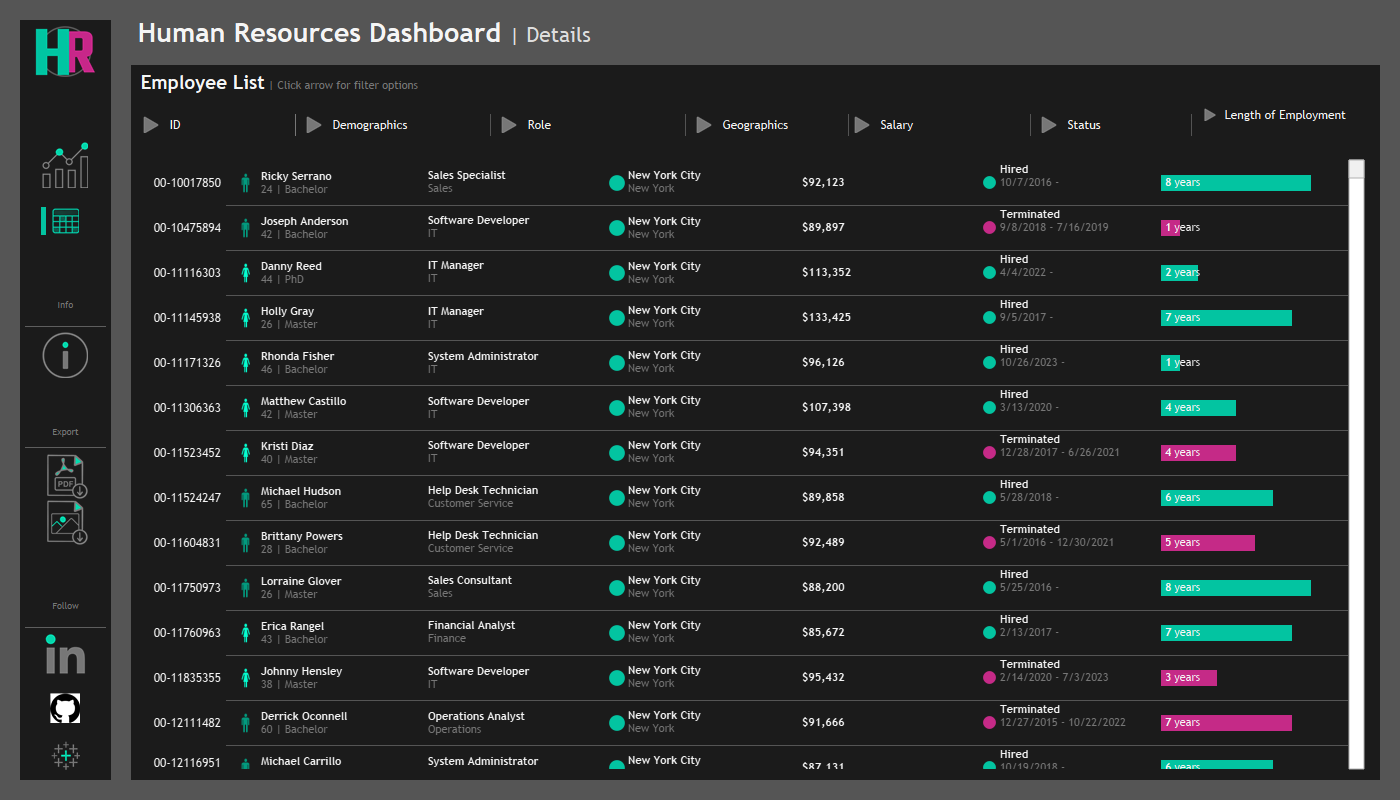 HR
Human Resources Dashboard | Details
Employee List | Click arrow for filter options
ID Demographics Role Geographics Salary Status Length of Employment
00-10017850 Ricky Serrano Sales Specialist New York City $92,123 Hired 8 years
24 | Bachelor Sales New York 10/7/2016 -
00-10475894 Joseph Anderson Software Developer New York City $89,897 Terminated 1 years
42 | Bachelor IT New York 9/8/2018 - 7/16/2019
00-11116303 Danny Reed IT Manager New York City $113,352 Hired 2 years
44 | PhD IT New York 4/4/2022 -
00-11145938 Holly Gray IT Manager New York City $133,425 Hired 7 years
26 | Master IT New York 9/5/2017 -
00-11171326 Rhonda Fisher System Administrator New York City $96,126 Hired 1 years
46 | Bachelor IT New York 10/26/2023 -
00-11306363 Matthew Castillo Software Developer New York City $107,398 Hired 4 years
42 | Master IT New York 3/13/2020 -
00-11523452 Kristi Diaz Software Developer New York City $94,351 Terminated 4 years
40 | Master IT New York 12/28/2017 - 6/26/2021
00-11524247 Michael Hudson Help Desk Technician New York City $89,858 Hired 6 years
65 | Bachelor Customer Service New York 5/28/2018 -
00-11604831 Brittany Powers Help Desk Technician New York City $92,489 Terminated 5 years
28 | Bachelor Customer Service New York 5/1/2016 - 12/30/2021
00-11750973 Lorraine Glover Sales Consultant New York City $88,200 Hired 8 years
26 | Master Sales New York 5/25/2016 -
00-11760963 Erica Rangel Financial Analyst New York City $85,672 Hired 7 years
43 | Bachelor Finance New York 2/13/2017 -
00-11835355 Johnny Hensley Software Developer New York City $95,432 Terminated 3 years
38 | Master IT New York 2/14/2020 - 7/3/2023
00-12111482 Derrick Oconnell Operations Analyst New York City $91,666 Terminated 7 years
60 | Bachelor Operations New York 12/27/2015 - 10/22/2022
00-12116951 Michael Carrillo System Administrator New York City $87,131 Hired 6 years
10/19/2018 -
Info
Export
PDF
Follow
in